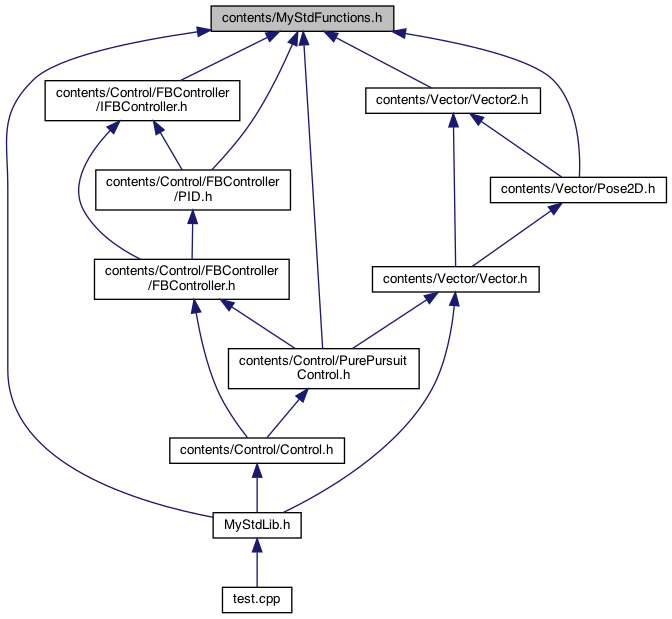 contents/MyStdFunctions.h
contents/Control/FBController
/IFBController.h
contents/Vector/Vector2.h
contents/Control/FBController
/PID.h
contents/Vector/Pose2D.h
contents/Control/FBController
/FBController.h
contents/Vector/Vector.h
contents/Control/PurePursuit
Control.h
contents/Control/Control.h
MyStdLib.h
test.cpp